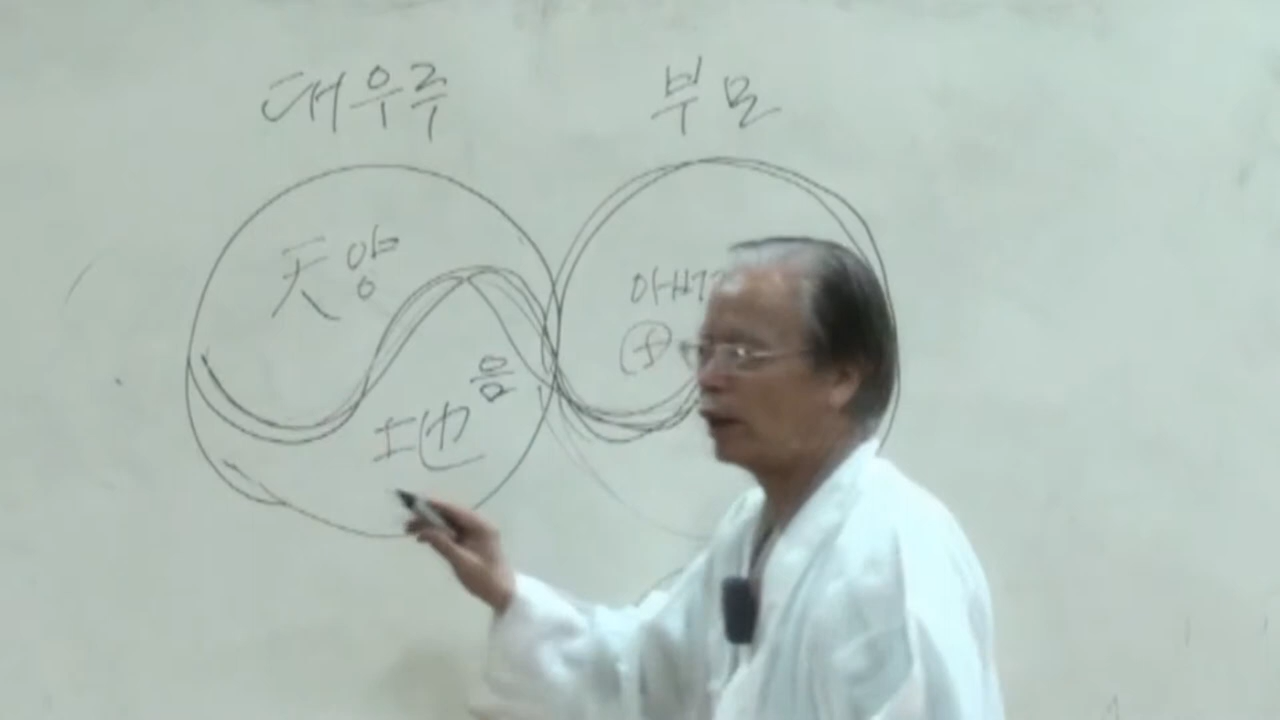 대우주
부모
天 양
음
地
아버지
+